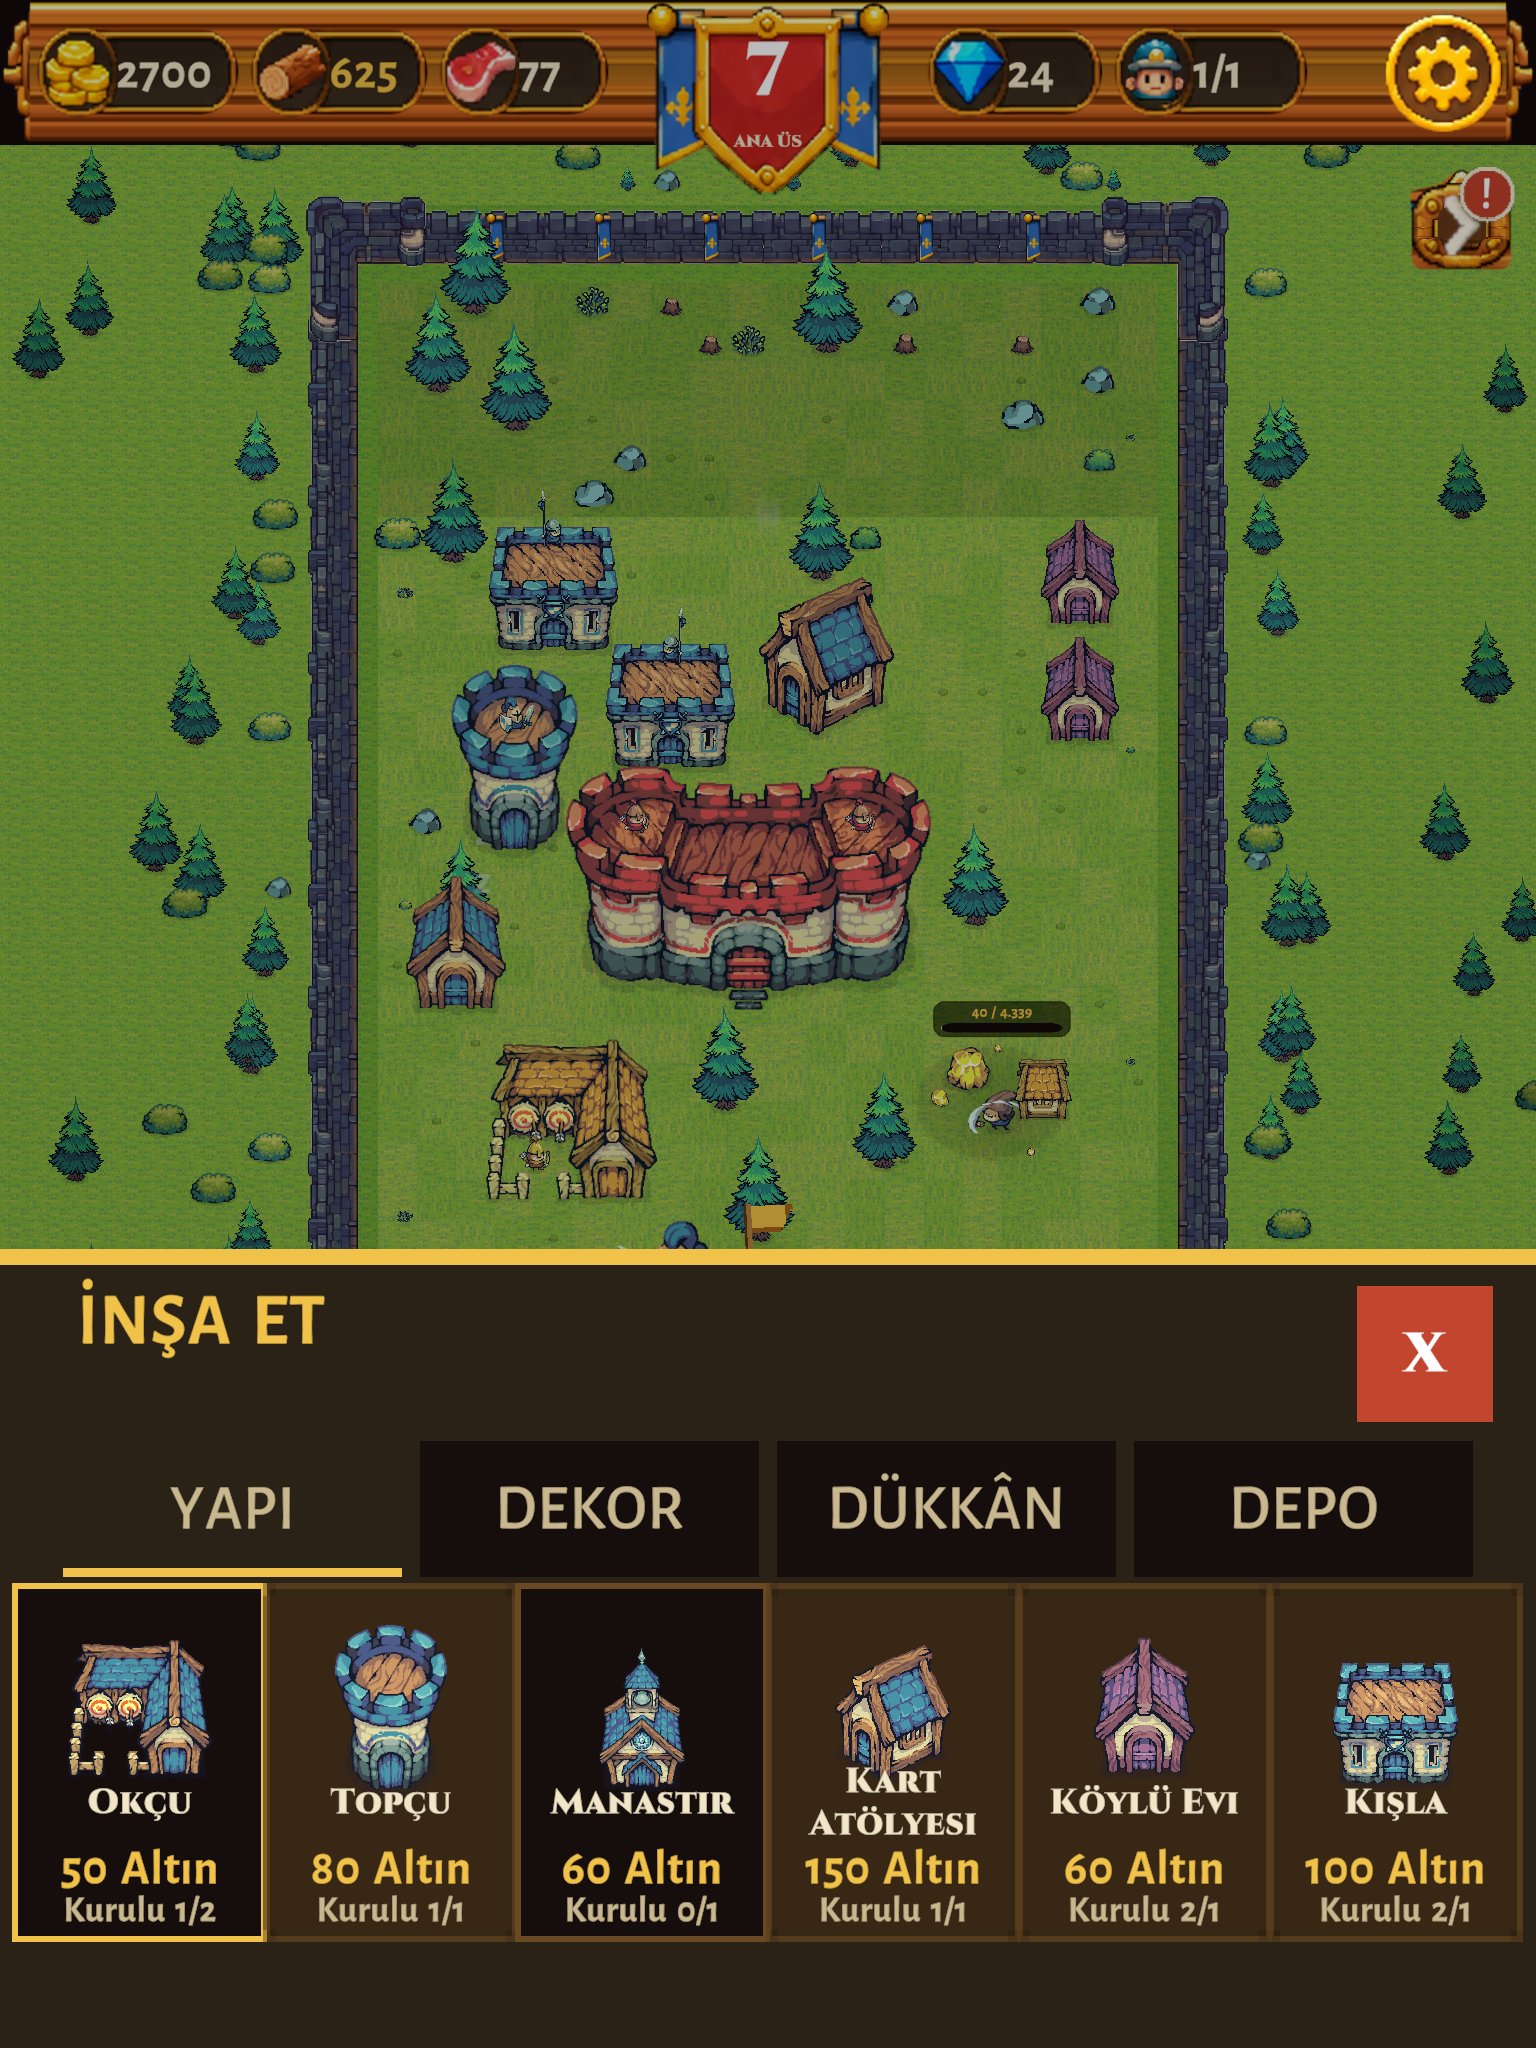 2700
625
77
7
ANA ÜS
24
1/1
!
40 / 4.339
İNŞA ET
X
YAPI
DEKOR
DÜKKÂN
DEPO
Okçu
50 Altın
Kurulu 1/2
Topçu
80 Altın
Kurulu 1/1
Manastır
60 Altın
Kurulu 0/1
Kart
Atölyesi
150 Altın
Kurulu 1/1
Köylü Evi
60 Altın
Kurulu 2/1
Kışla
100 Altın
Kurulu 2/1